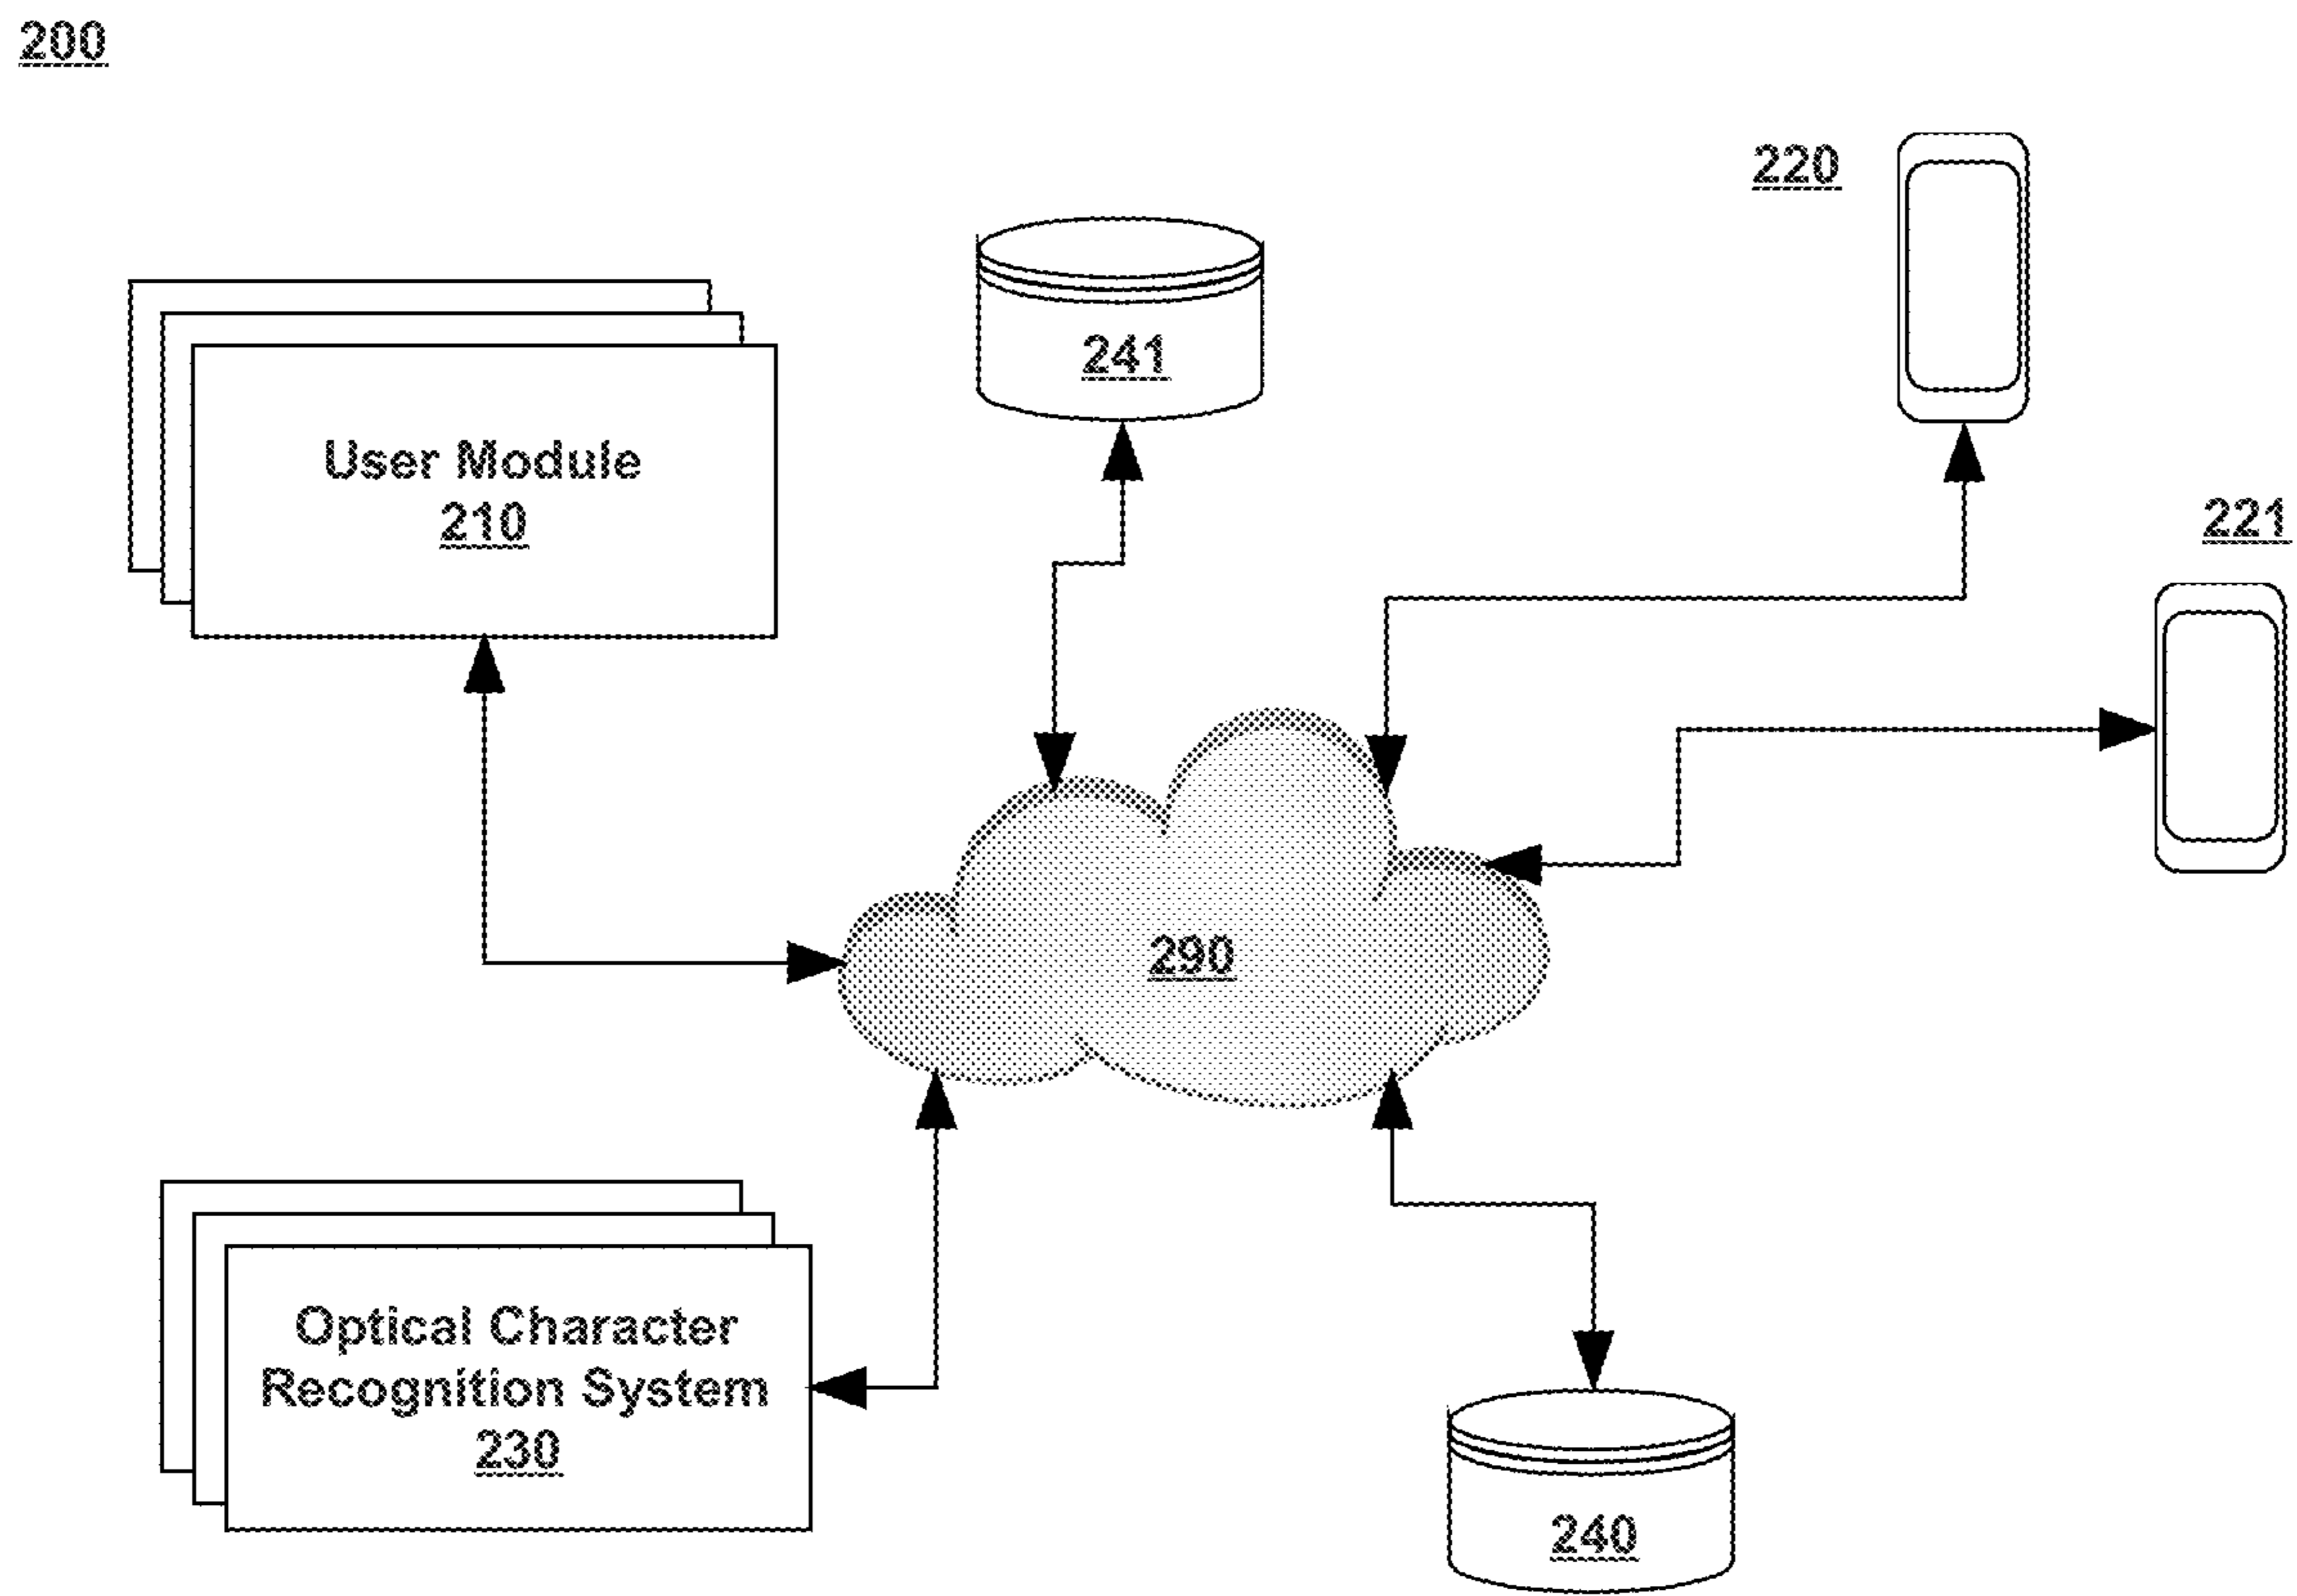 200
220
241
User Module
210
221
290
Optical Character
Recognition System
230
240